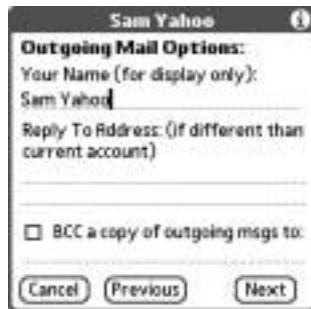 Sam Yahoo
Outgoing Mail Options:
Your Name (for display only):
Sam Yahoo
Reply To Address: (if different than
current account)
BCC a copy of outgoing msgs to:
Cancel Previous Next